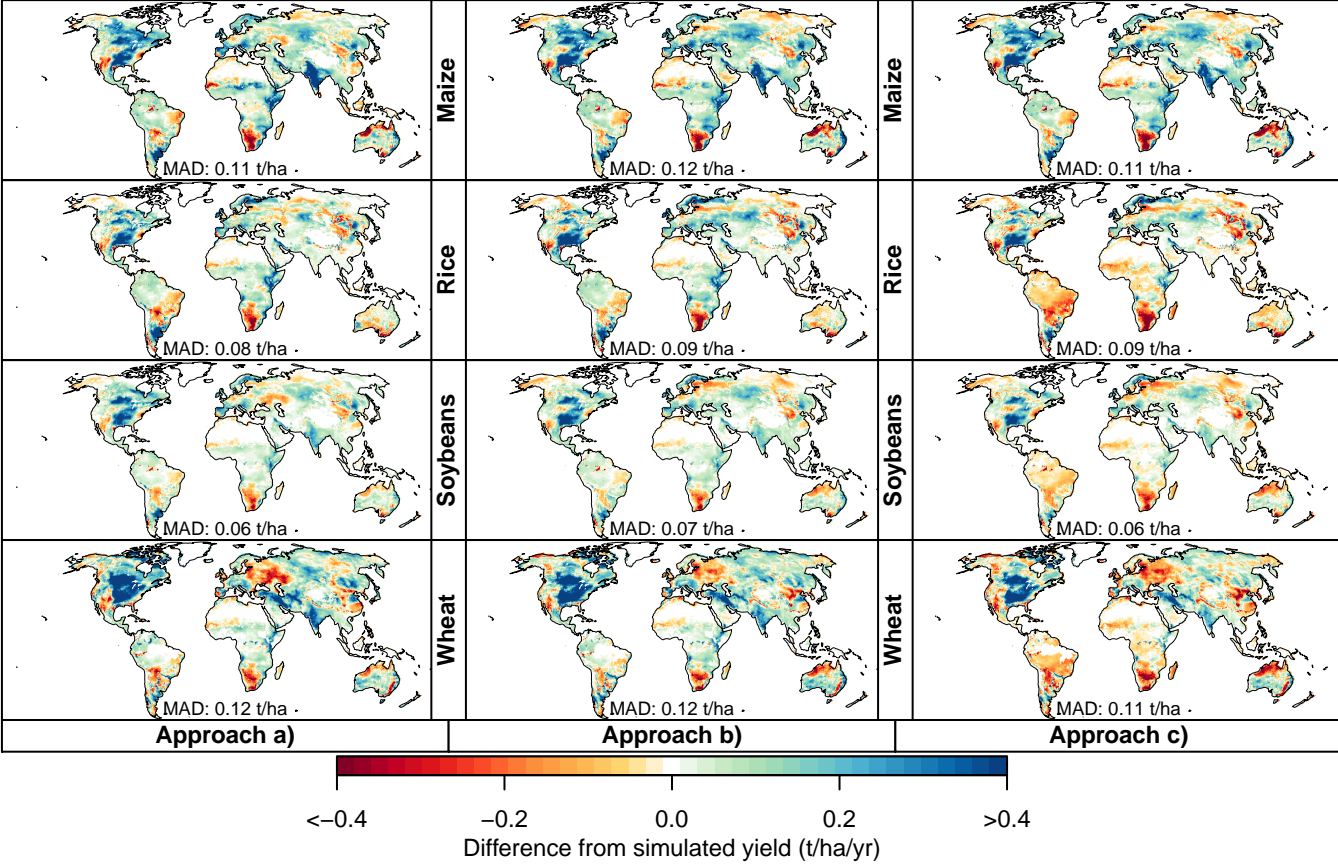 Maize
Maize
MAD: 0.11 t/ha
MAD: 0.12 t/ha
MAD: 0.11 t/ha
Rice
Rice
MAD: 0.08 t/ha
MAD: 0.09 t/ha
MAD: 0.09 t/ha
Soybeans
Soybeans
MAD: 0.06 t/ha
MAD: 0.07 t/ha
MAD: 0.06 t/ha
Wheat
Wheat
MAD: 0.12 t/ha
MAD: 0.12 t/ha
MAD: 0.11 t/ha
Approach a)
Approach b)
Approach c)
<−0.4 −0.2 0.0 0.2 >0.4
Difference from simulated yield (t/ha/yr)